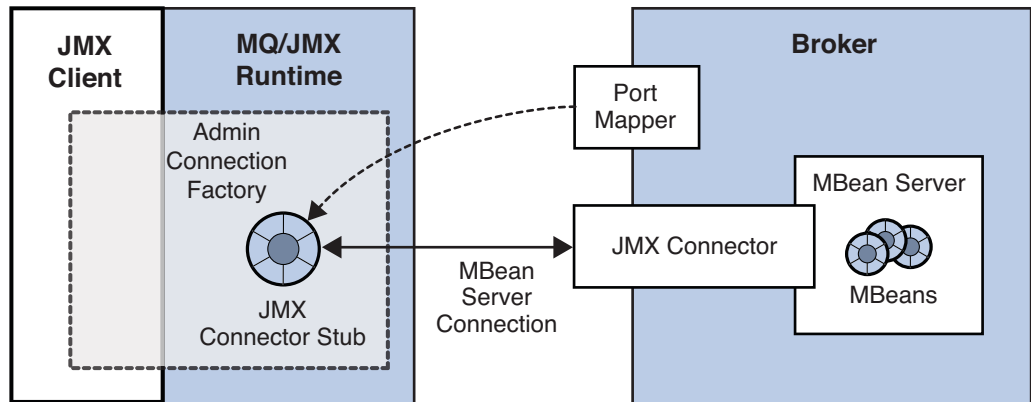 JMX
Client
MQ/JMX
Runtime
Broker
Admin
Connection
Factory
Port
Mapper
MBean Server
JMX Connector
MBeans
MBean
Server
Connection
JMX
Connector Stub